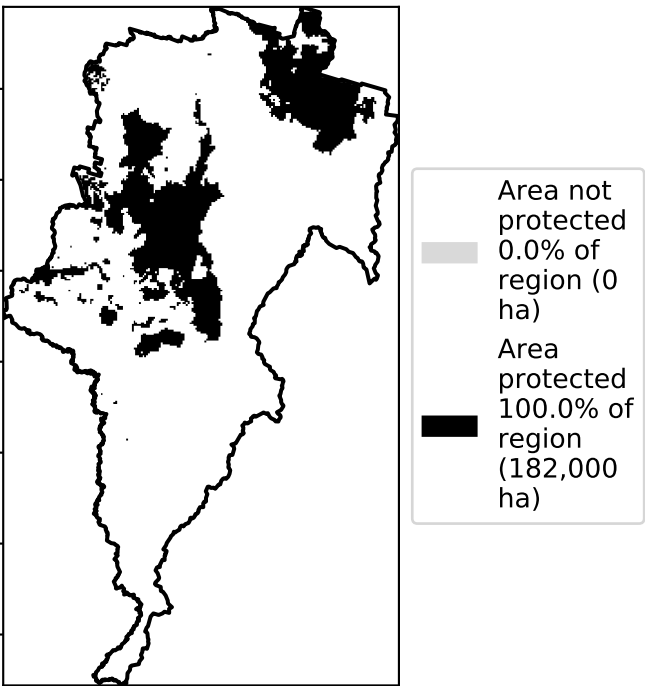 Area not
protected
0.0% of
region (0
ha)
Area
protected
100.0% of
region
(182,000
ha)